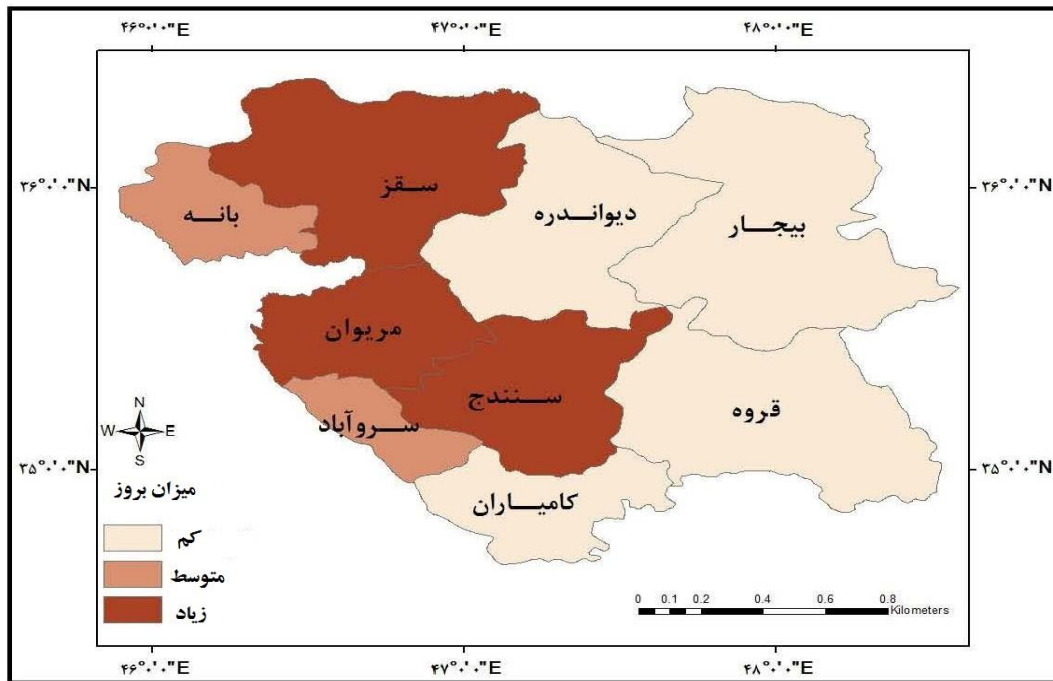 ۴۶°۰'۰"E ۴۷°۰'۰"E ۴۸°۰'۰"E
۳۶°۰'۰"N ۳۶°۰'۰"N
سقز
بانه
دیواندره
بیجار
مریوان
سنندج
قروه
سروآباد
کامیاران
N
W E
S
۳۵°۰'۰"N ۳۵°۰'۰"N
میزان بروز
کم
متوسط
زیاد
0 0.1 0.2 0.4 0.6 0.8
Kilometers
۴۶°۰'۰"E ۴۷°۰'۰"E ۴۸°۰'۰"E